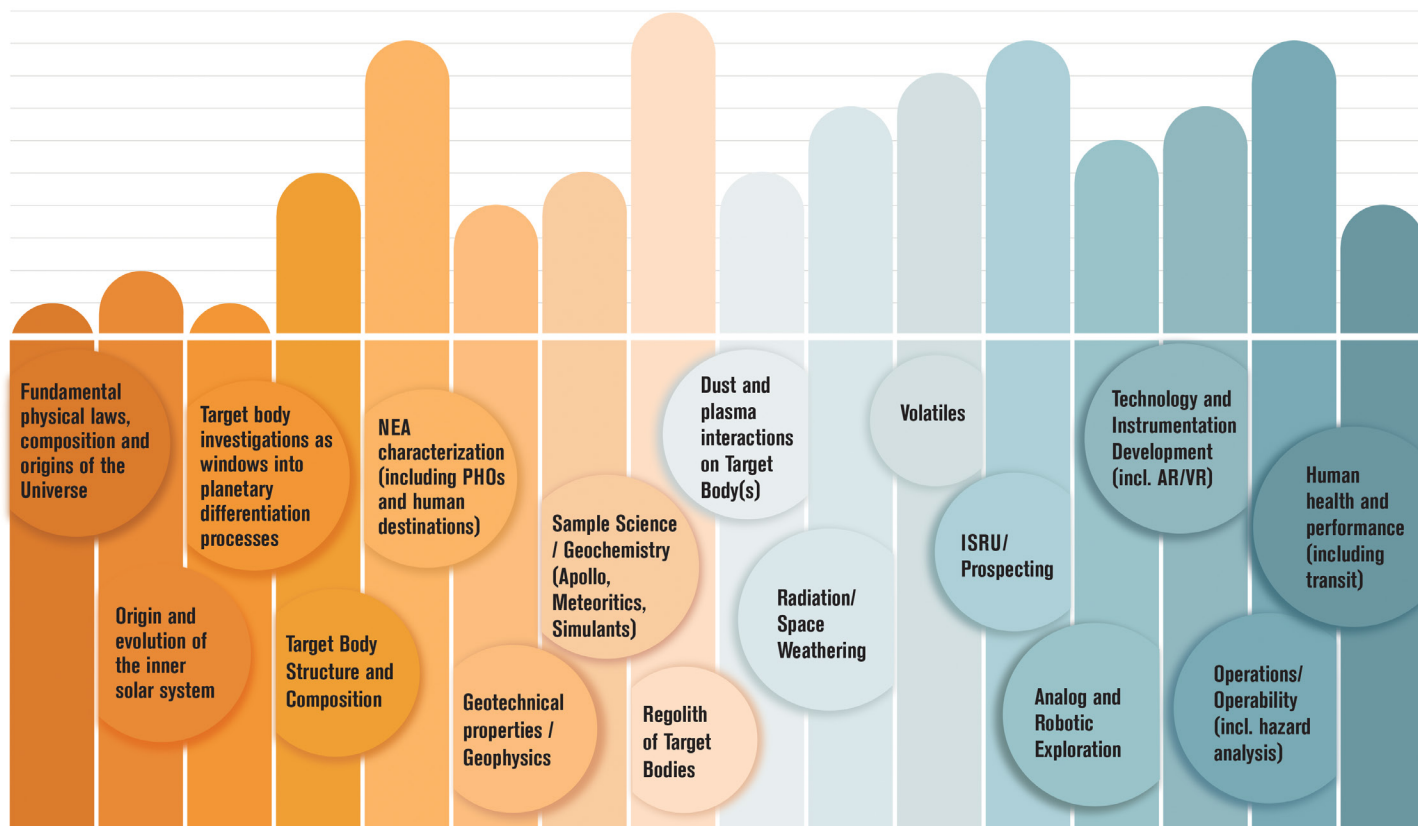 Fundamental
physical laws,
composition and
origins of the
Universe
Origin and
evolution of
the inner
solar system
Target body
investigations as
windows into
planetary
differentiation
processes
Target Body
Structure and
Composition
NEA
characterization
(including PHOs
and human
destinations)
Geotechnical
properties /
Geophysics
Sample Science
/ Geochemistry
(Apollo,
Meteoritics,
Simulants)
Regolith
of Target
Bodies
Dust and
plasma
interactions
on Target
Body(s)
Radiation/
Space
Weathering
Volatiles
ISRU/
Prospecting
Analog and
Robotic
Exploration
Technology and
Instrumentation
Development
(incl. AR/VR)
Operations/
Operability
(incl. hazard
analysis)
Human
health and
performance
(including
transit)